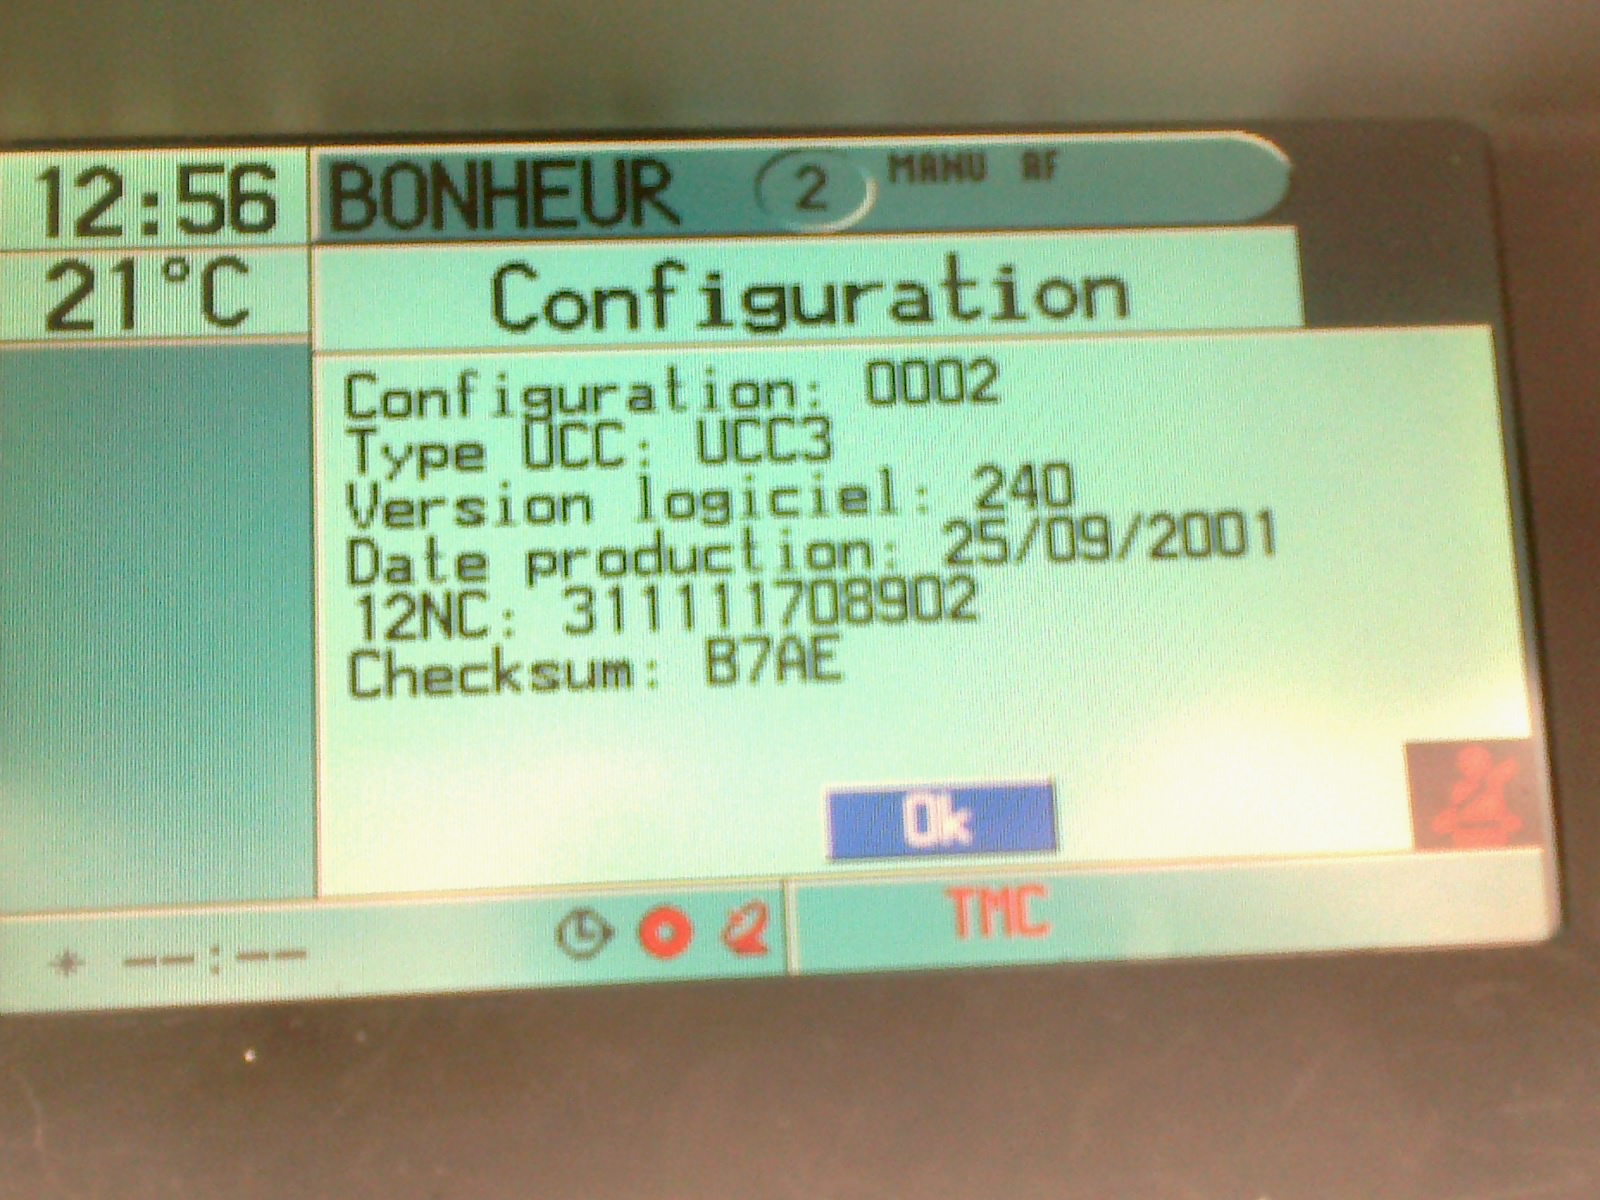 12:56
BONHEUR 2 MANU AF
21°C
Configuration
Configuration: 0002
Type UCC: UCC3
Version logiciel: 240
Date production: 25/09/2001
12NC: 311111708902
Checksum: B7AE
Ok
* --:--
TMC